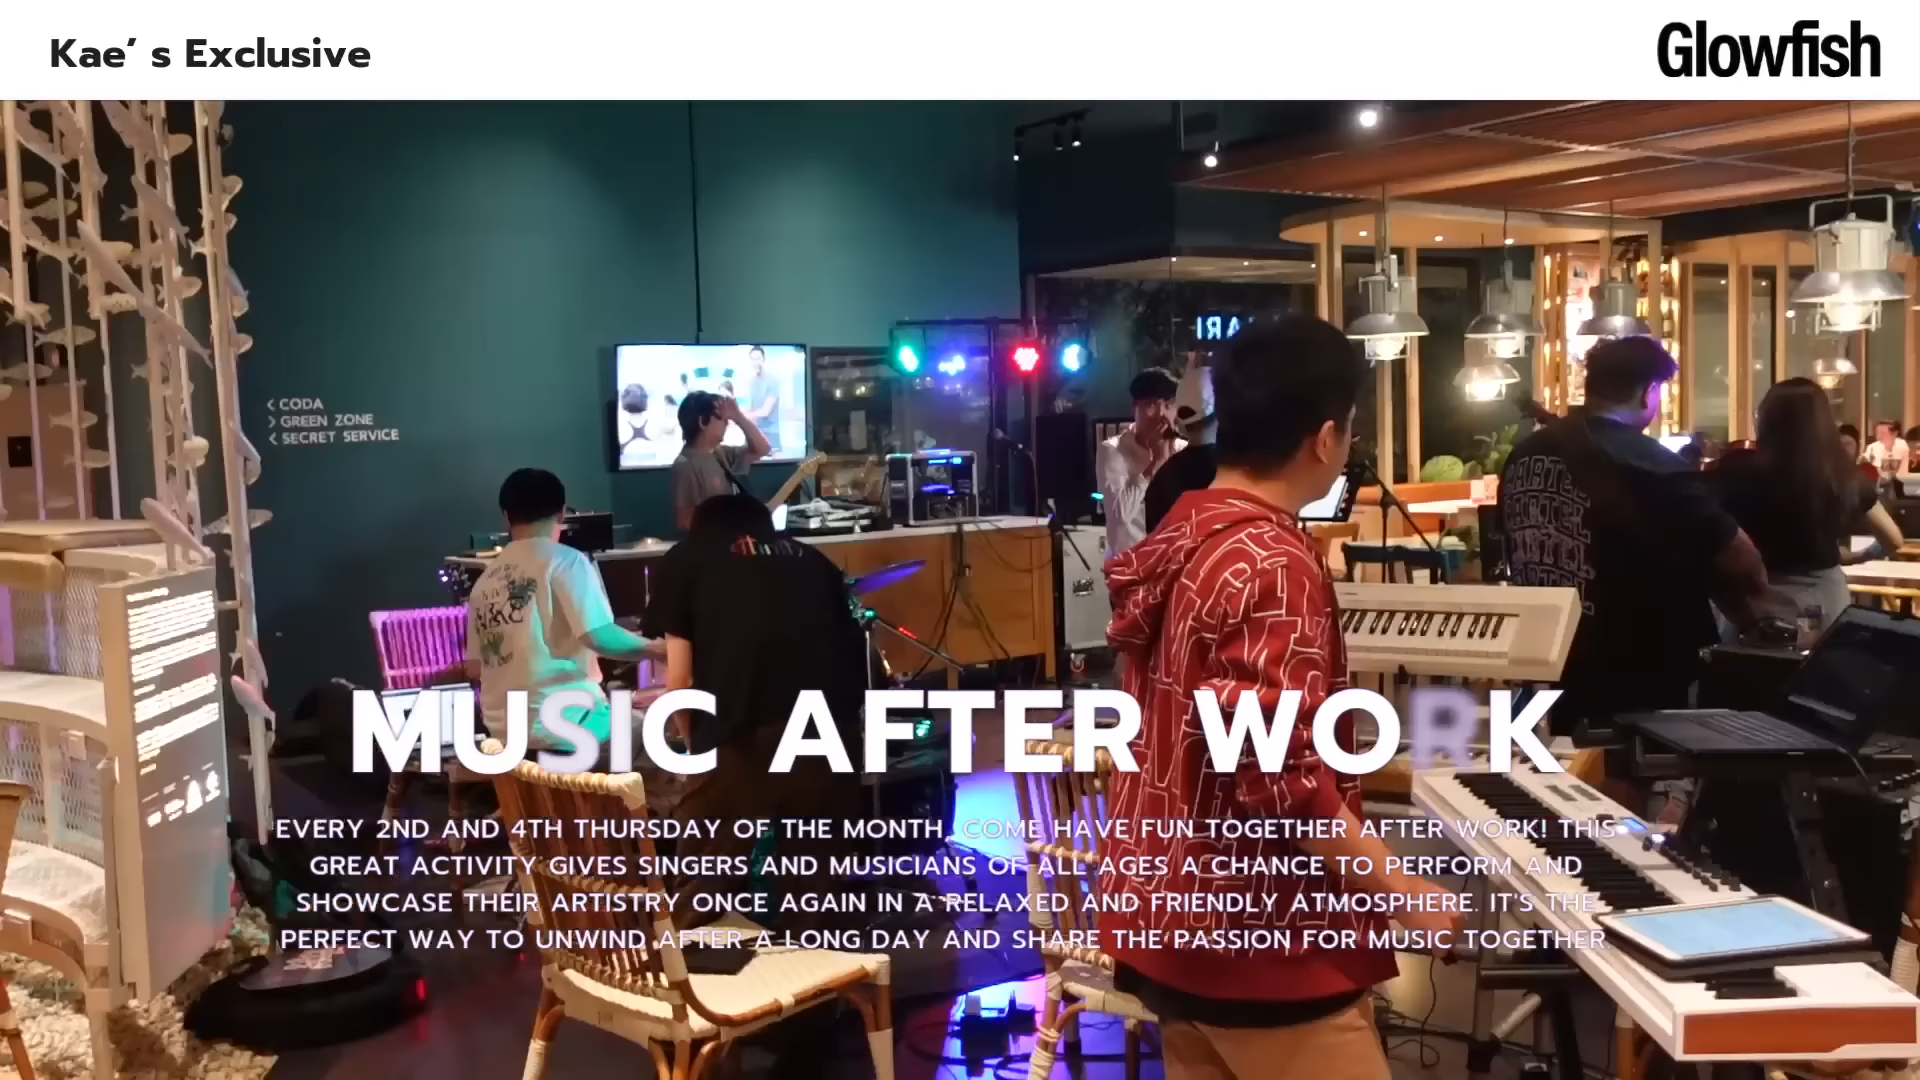 Kae' s Exclusive
Glowfish
< CODA
> GREEN ZONE
< SECRET SERVICE
MUSIC AFTER WORK
EVERY 2ND AND 4TH THURSDAY OF THE MONTH, COME HAVE FUN TOGETHER AFTER WORK! THIS
GREAT ACTIVITY GIVES SINGERS AND MUSICIANS OF ALL AGES A CHANCE TO PERFORM AND
SHOWCASE THEIR ARTISTRY ONCE AGAIN IN A RELAXED AND FRIENDLY ATMOSPHERE. IT'S THE
PERFECT WAY TO UNWIND AFTER A LONG DAY AND SHARE THE PASSION FOR MUSIC TOGETHER.